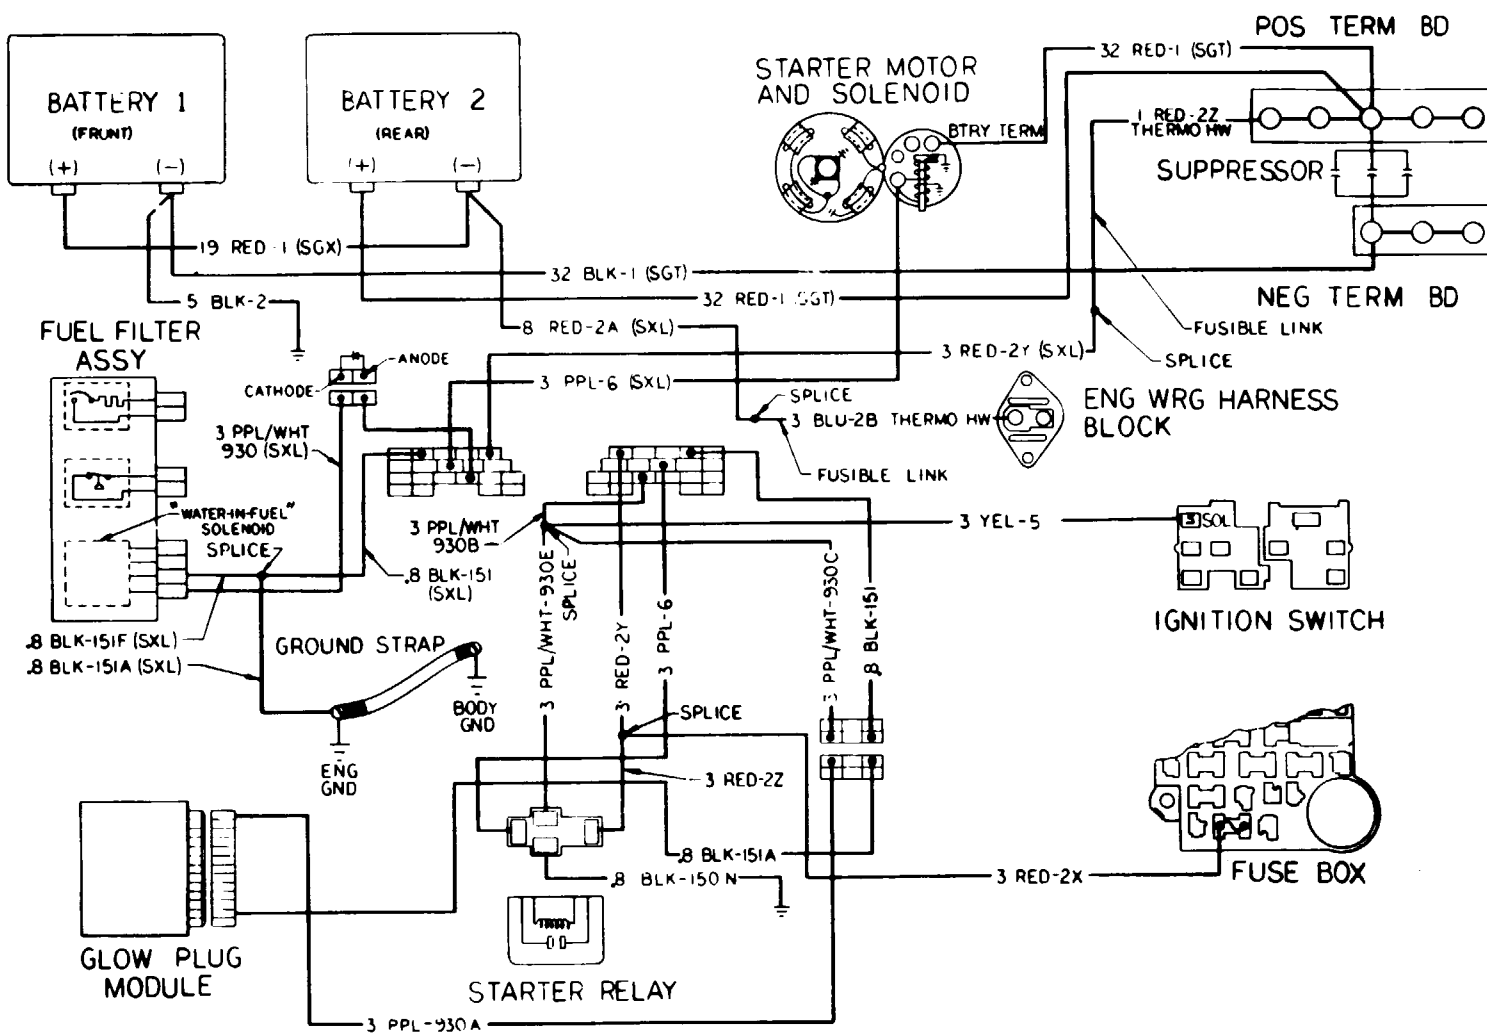 POS TERM BD
32 RED-1 (SGT)
STARTER MOTOR
AND SOLENOID
BATTERY 1
(FRUNT)
(+) (-)
BATTERY 2
(REAR)
(+) (-)
BTRY TERM
1 RED-2Z
THERMO HW
SUPPRESSOR
19 RED-1 (SGX)
32 BLK-1 (SGT)
5 BLK-2
32 RED-1 (SGT)
NEG TERM BD
FUEL FILTER
ASSY
8 RED-2A (SXL)
FUSIBLE LINK
ANODE
CATHODE
3 RED-2Y (SXL)
SPLICE
3 PPL-6 (SXL)
SPLICE
3 BLU-2B THERMO HW
ENG WRG HARNESS
BLOCK
3 PPL/WHT
930 (SXL)
FUSIBLE LINK
"WATER-IN-FUEL"
SOLENOID
SPLICE
3 PPL/WHT
930B
3 YEL-5
3 SOL
.8 BLK-151
(SXL)
SPLICE
3 PPL/WHT-930E
3 RED-2Y
3 PPL-6
3 PPL/WHT-930C
.8 BLK-151
IGNITION SWITCH
.8 BLK-151F (SXL)
.8 BLK-151A (SXL)
GROUND STRAP
BODY
GND
SPLICE
ENG
GND
3 RED-2Z
.8 BLK-151A
.8 BLK-150 N
3 RED-2X
FUSE BOX
GLOW PLUG
MODULE
STARTER RELAY
3 PPL-930A